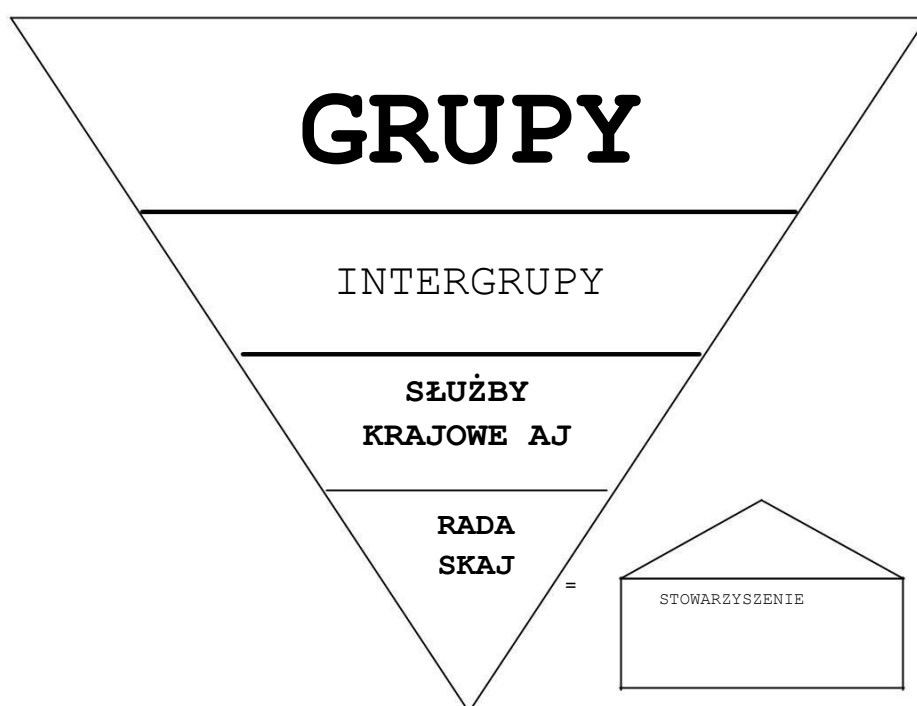 GRUPY
INTERGRUPY
SŁUŻBY
KRAJOWE AJ
RADA
SKAJ
=
STOWARZYSZENIE